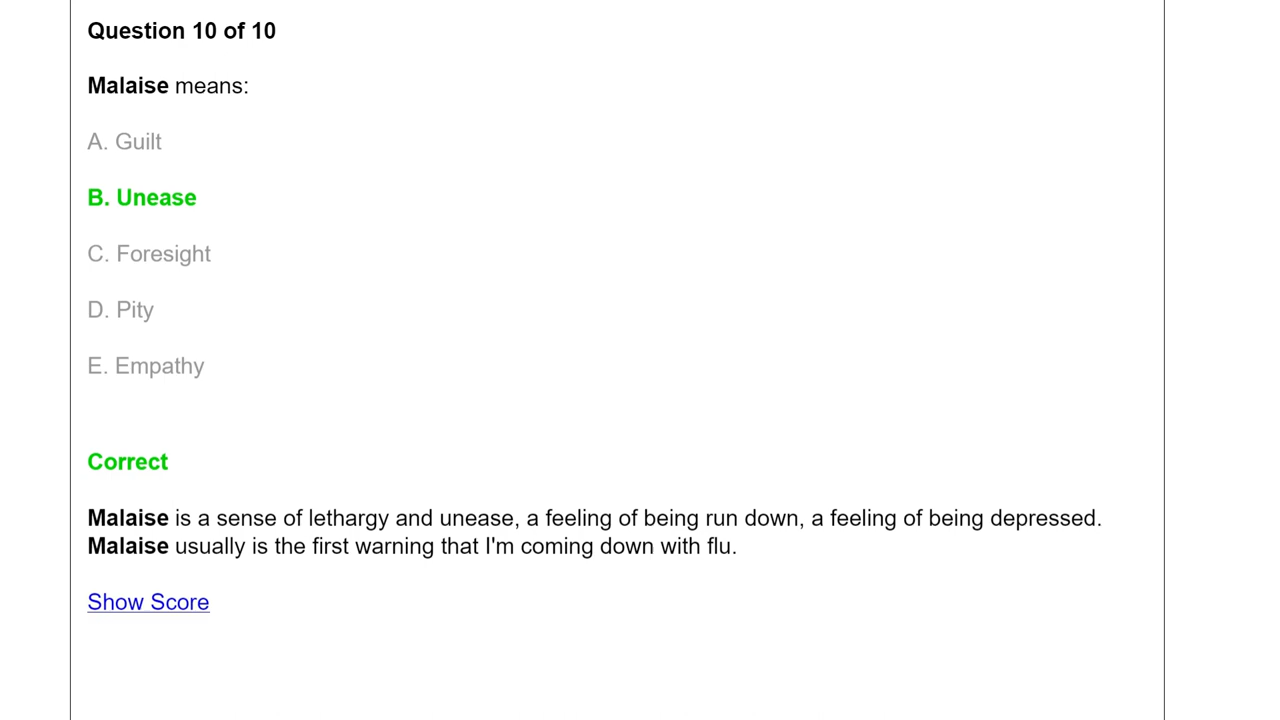 Question 10 of 10
Malaise means:
A. Guilt
B. Unease
C. Foresight
D. Pity
E. Empathy
Correct
Malaise is a sense of lethargy and unease, a feeling of being run down, a feeling of being depressed.
Malaise usually is the first warning that I'm coming down with flu.
Show Score